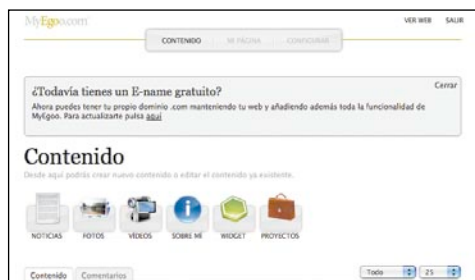 MyEgoo.com
VER WEB SALIR
CONTENIDO MI PÁGINA CONFIGURAR
¿Todavía tienes un E-name gratuito?
Cerrar
Ahora puedes tener tu propio dominio .com manteniendo tu web y añadiendo además toda la funcionalidad de
MyEgoo. Para actualizarte pulsa aquí
Contenido
Desde aquí podrás crear nuevo contenido o editar el contenido ya existente.
NOTICIAS FOTOS VÍDEOS SOBRE MÍ WIDGET PROYECTOS
Contenido Comentarios
Todo 25